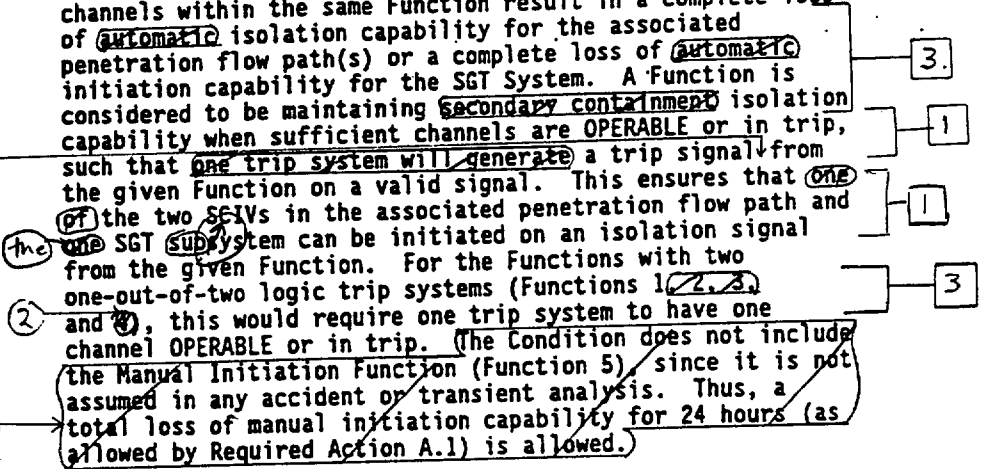 channels within the same Function result in a complete loss
of automatic isolation capability for the associated
penetration flow path(s) or a complete loss of automatic
initiation capability for the SGT System. A Function is
3.
considered to be maintaining secondary containment isolation
capability when sufficient channels are OPERABLE or in trip,
1
such that one trip system will generate a trip signal from
the given Function on a valid signal. This ensures that one
of the two SCIVs in the associated penetration flow path and
1
the
one SGT subsystem can be initiated on an isolation signal
from the given Function. For the Functions with two
one-out-of-two logic trip systems (Functions 1, 2, 3,
3
2
and 4), this would require one trip system to have one
channel OPERABLE or in trip. (The Condition does not include
the Manual Initiation Function (Function 5), since it is not
assumed in any accident or transient analysis. Thus, a
total loss of manual initiation capability for 24 hours (as
allowed by Required Action A.1) is allowed.)